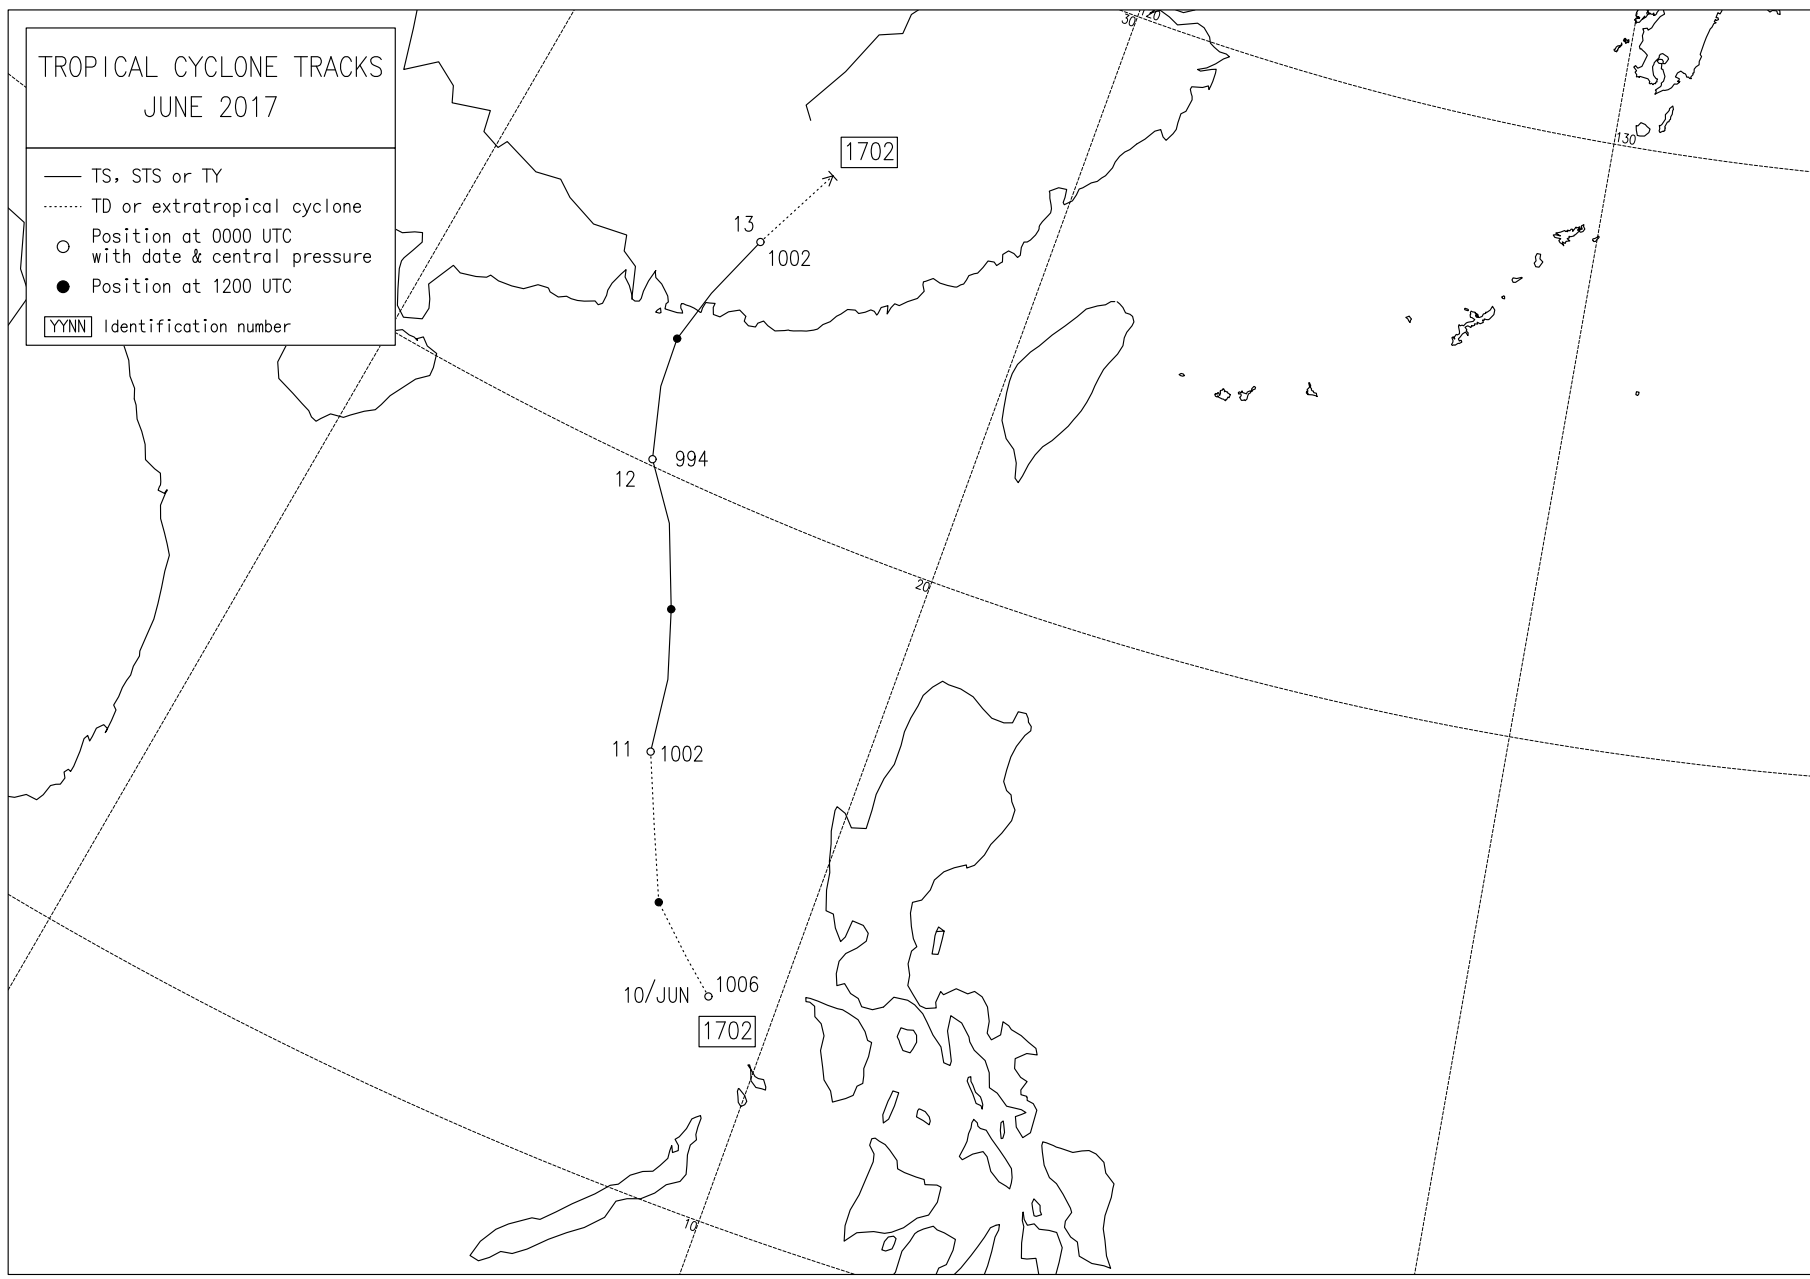 TROPICAL CYCLONE TRACKS
JUNE 2017
TS, STS or TY
TD or extratropical cyclone
Position at 0000 UTC
with date & central pressure
Position at 1200 UTC
YYNN Identification number
30
120
130
1702
13
1002
994
12
20
11
1002
10/JUN
1006
1702
10